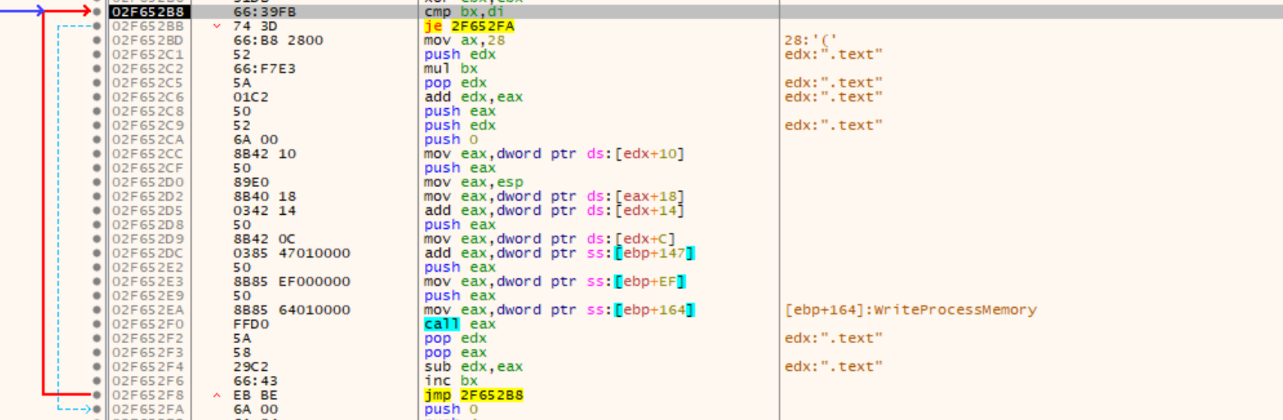 02F652B8 66:39FB cmp bx,di
02F652BB 74 3D je 2F652FA
02F652BD 66:B8 2800 mov ax,28 28:'('
02F652C1 52 push edx edx:".text"
02F652C2 66:F7E3 mul bx
02F652C5 5A pop edx edx:".text"
02F652C6 01C2 add edx,eax edx:".text"
02F652C8 50 push eax
02F652C9 52 push edx edx:".text"
02F652CA 6A 00 push 0
02F652CC 8B42 10 mov eax,dword ptr ds:[edx+10]
02F652CF 50 push eax
02F652D0 89E0 mov eax,esp
02F652D2 8B40 18 mov eax,dword ptr ds:[eax+18]
02F652D5 0342 14 add eax,dword ptr ds:[edx+14]
02F652D8 50 push eax
02F652D9 8B42 0C mov eax,dword ptr ds:[edx+C]
02F652DC 0385 47010000 add eax,dword ptr ss:[ebp+147]
02F652E2 50 push eax
02F652E3 8B85 EF000000 mov eax,dword ptr ss:[ebp+EF]
02F652E9 50 push eax
02F652EA 8B85 64010000 mov eax,dword ptr ss:[ebp+164] [ebp+164]:WriteProcessMemory
02F652F0 FFD0 call eax
02F652F2 5A pop edx edx:".text"
02F652F3 58 pop eax
02F652F4 29C2 sub edx,eax edx:".text"
02F652F6 66:43 inc bx
02F652F8 EB BE jmp 2F652B8
02F652FA 6A 00 push 0